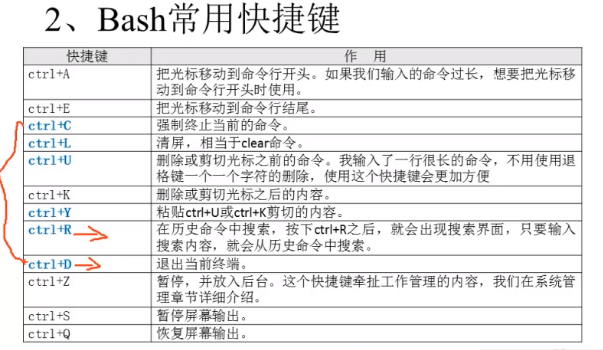 2、Bash常用快捷键
快捷键 作 用
ctrl+A 把光标移动到命令行开头。如果我们输入的命令过长，想要把光标移
动到命令行开头时使用。
ctrl+E 把光标移动到命令行结尾。
ctrl+C 强制终止当前的命令。
ctrl+L 清屏，相当于clear命令。
ctrl+U 删除或剪切光标之前的命令。我输入了一行很长的命令，不用使用退
格键一个一个字符的删除，使用这个快捷键会更加方便
ctrl+K 删除或剪切光标之后的内容。
ctrl+Y 粘贴ctrl+U或ctrl+K剪切的内容。
ctrl+R 在历史命令中搜索，按下ctrl+R之后，就会出现搜索界面，只要输入
搜索内容，就会从历史命令中搜索。
ctrl+D 退出当前终端。
ctrl+Z 暂停，并放入后台。这个快捷键牵扯工作管理的内容，我们在系统管
理章节详细介绍。
ctrl+S 暂停屏幕输出。
ctrl+Q 恢复屏幕输出。